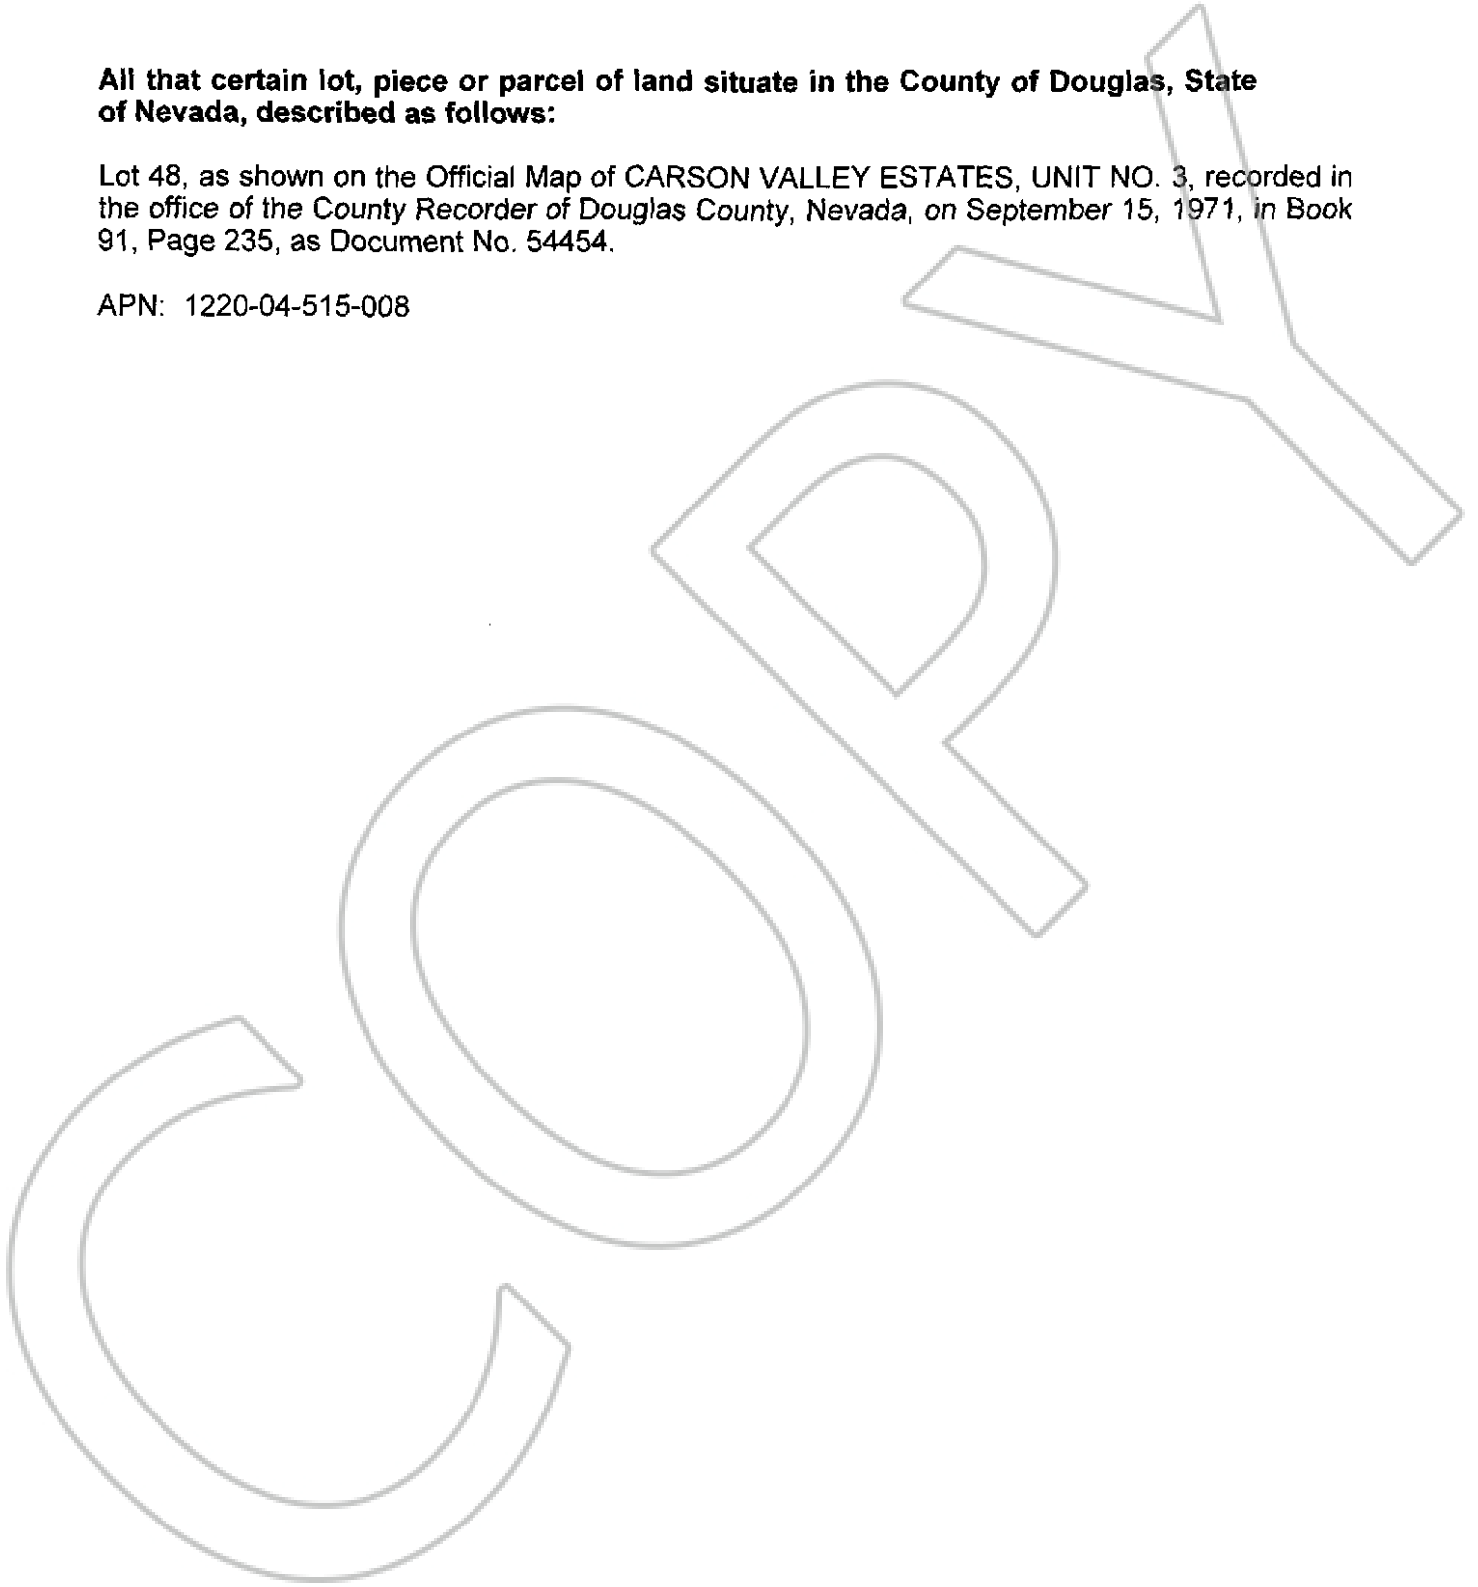 All that certain lot, piece or parcel of land situate in the County of Douglas, State
of Nevada, described as follows:
Lot 48, as shown on the Official Map of CARSON VALLEY ESTATES, UNIT NO. 3, recorded in
the office of the County Recorder of Douglas County, Nevada, on September 15, 1971, in Book
91, Page 235, as Document No. 54454.
APN: 1220-04-515-008
COPY